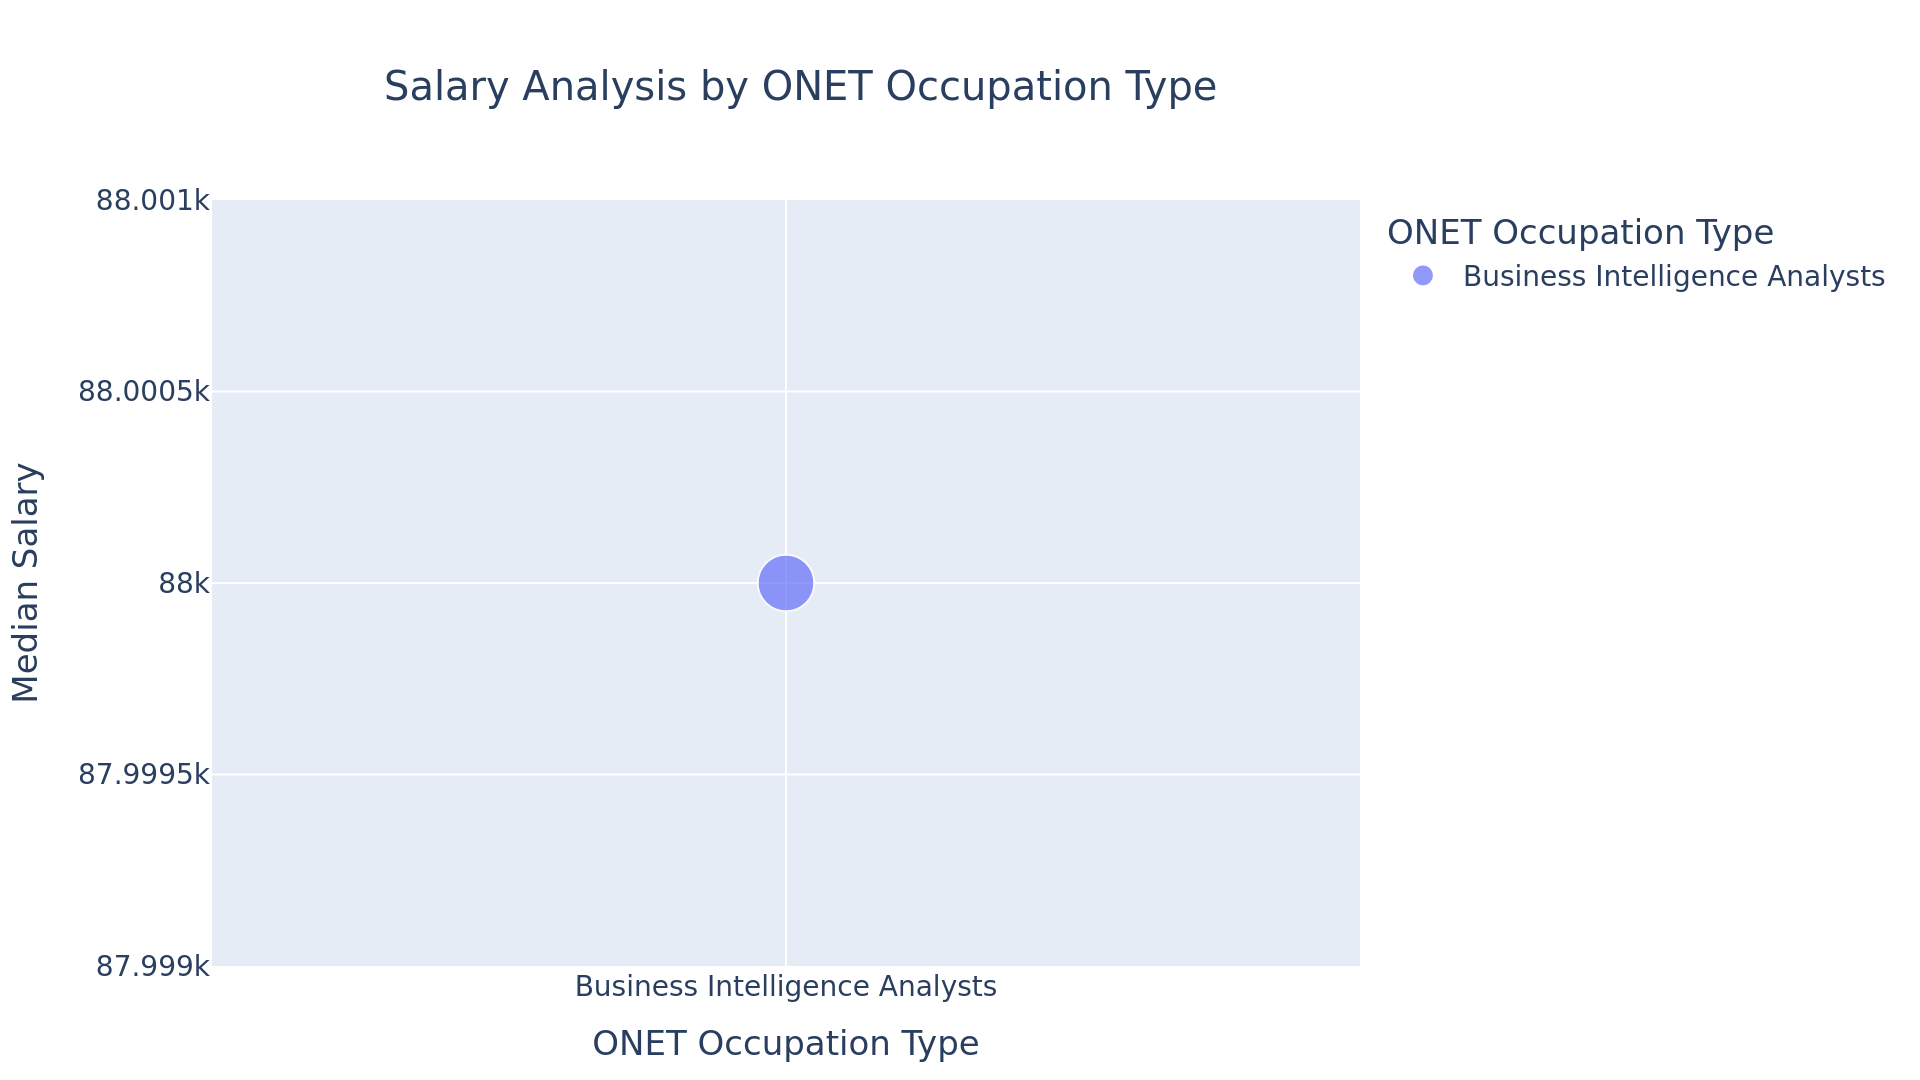 Salary Analysis by ONET Occupation Type
88.001k
88.0005k
88k
87.9995k
87.999k
Median Salary
Business Intelligence Analysts
ONET Occupation Type
ONET Occupation Type
Business Intelligence Analysts